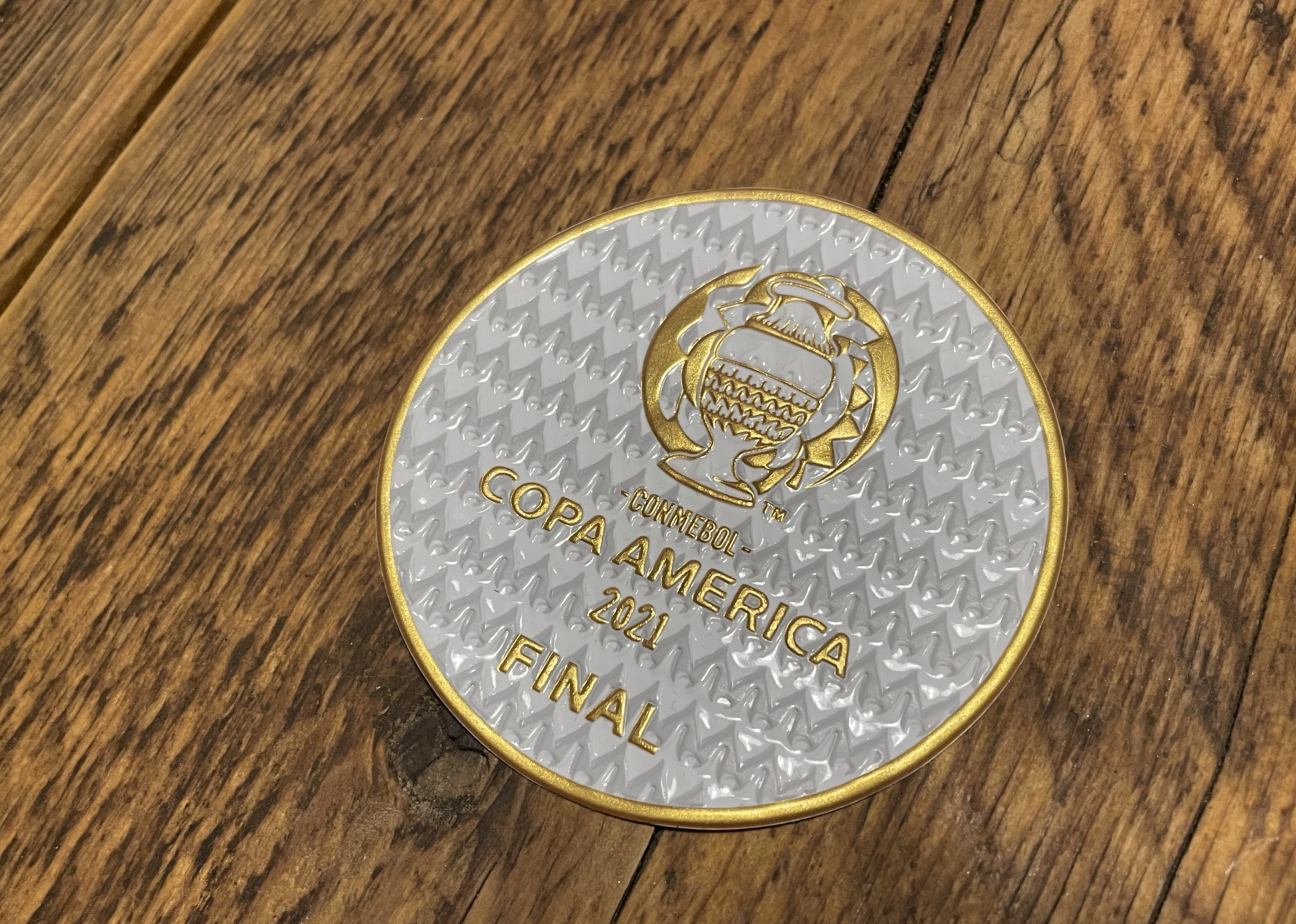 -CONMEBOL-™
COPA AMERICA
2021
FINAL